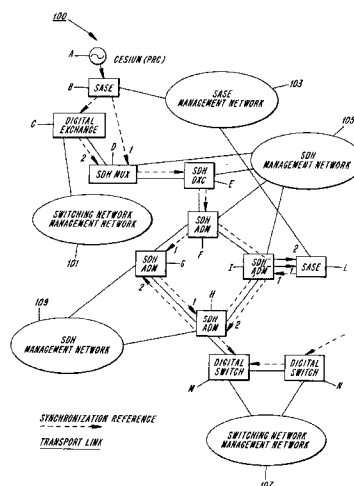 100
A
CESIUM (PRC)
B
SASE
103
SASE
MANAGEMENT NETWORK
C
DIGITAL
EXCHANGE
D
1
2
SDH MUX
SDH
DXC
E
105
SDH
MANAGEMENT NETWORK
SWITCHING NETWORK
MANAGEMENT NETWORK
101
SDH
ADM
F
1
SDH
ADM
G
2
I
SDH
ADM
2
1
SASE
L
109
SDH
MANAGEMENT NETWORK
1
H
SDH
ADM
2
DIGITAL
SWITCH
M
DIGITAL
SWITCH
N
SYNCHRONIZATION REFERENCE
TRANSPORT LINK
SWITCHING NETWORK
MANAGEMENT NETWORK
107